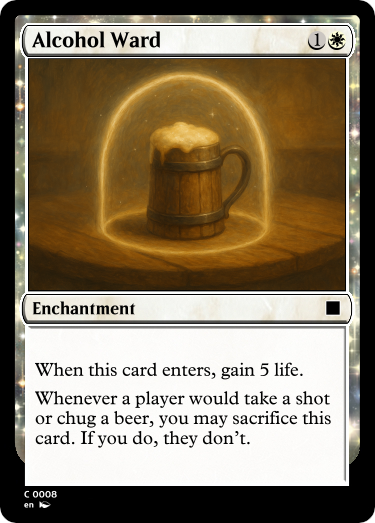 Alcohol Ward 1
Enchantment
When this card enters, gain 5 life.
Whenever a player would take a shot
or chug a beer, you may sacrifice this
card. If you do, they don't.
C 0008
en